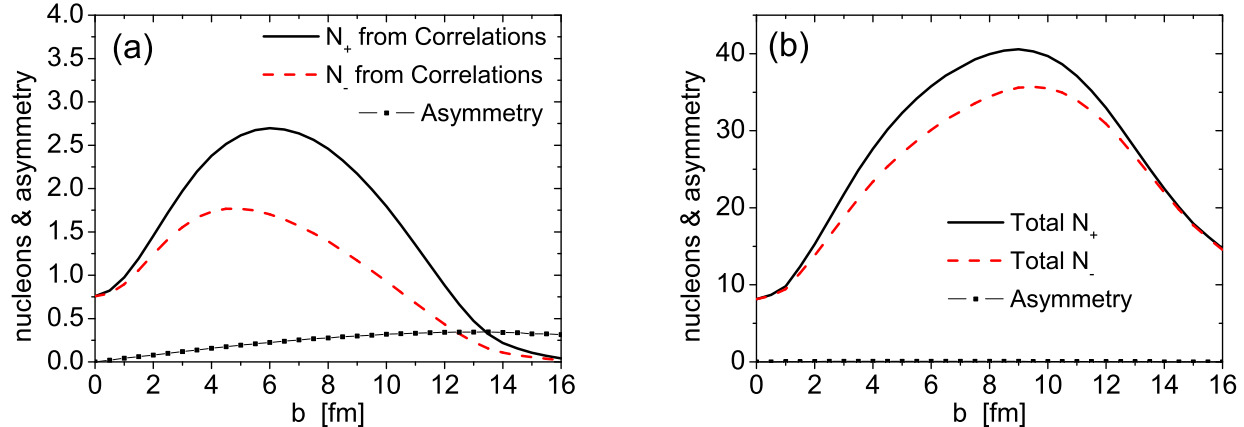 (a)
N+ from Correlations
N- from Correlations
Asymmetry
nucleons & asymmetry
4.0
3.5
3.0
2.5
2.0
1.5
1.0
0.5
0.0
0 2 4 6 8 10 12 14 16
b [fm]
(b)
Total N+
Total N-
Asymmetry
nucleons & asymmetry
40
30
20
10
0
0 2 4 6 8 10 12 14 16
b [fm]